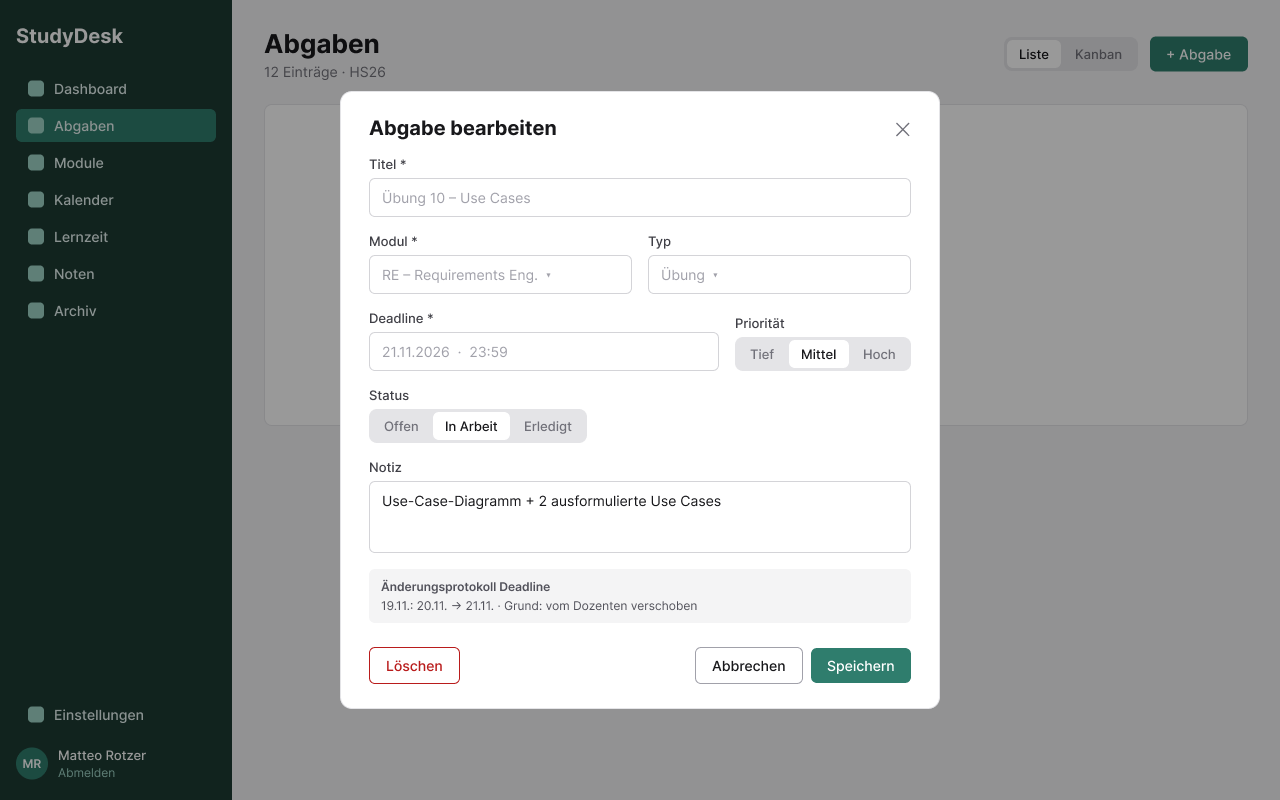 StudyDesk
Dashboard
Abgaben
Module
Kalender
Lernzeit
Noten
Archiv
Einstellungen
MR
Matteo Rotzer
Abmelden
Abgaben
12 Einträge · HS26
Liste
Kanban
+ Abgabe
Abgabe bearbeiten
Titel *
Übung 10 – Use Cases
Modul *
Typ
RE – Requirements Eng.
Übung
Deadline *
Priorität
21.11.2026 · 23:59
Tief
Mittel
Hoch
Status
Offen
In Arbeit
Erledigt
Notiz
Use-Case-Diagramm + 2 ausformulierte Use Cases
Änderungsprotokoll Deadline
19.11.: 20.11. → 21.11. · Grund: vom Dozenten verschoben
Löschen
Abbrechen
Speichern